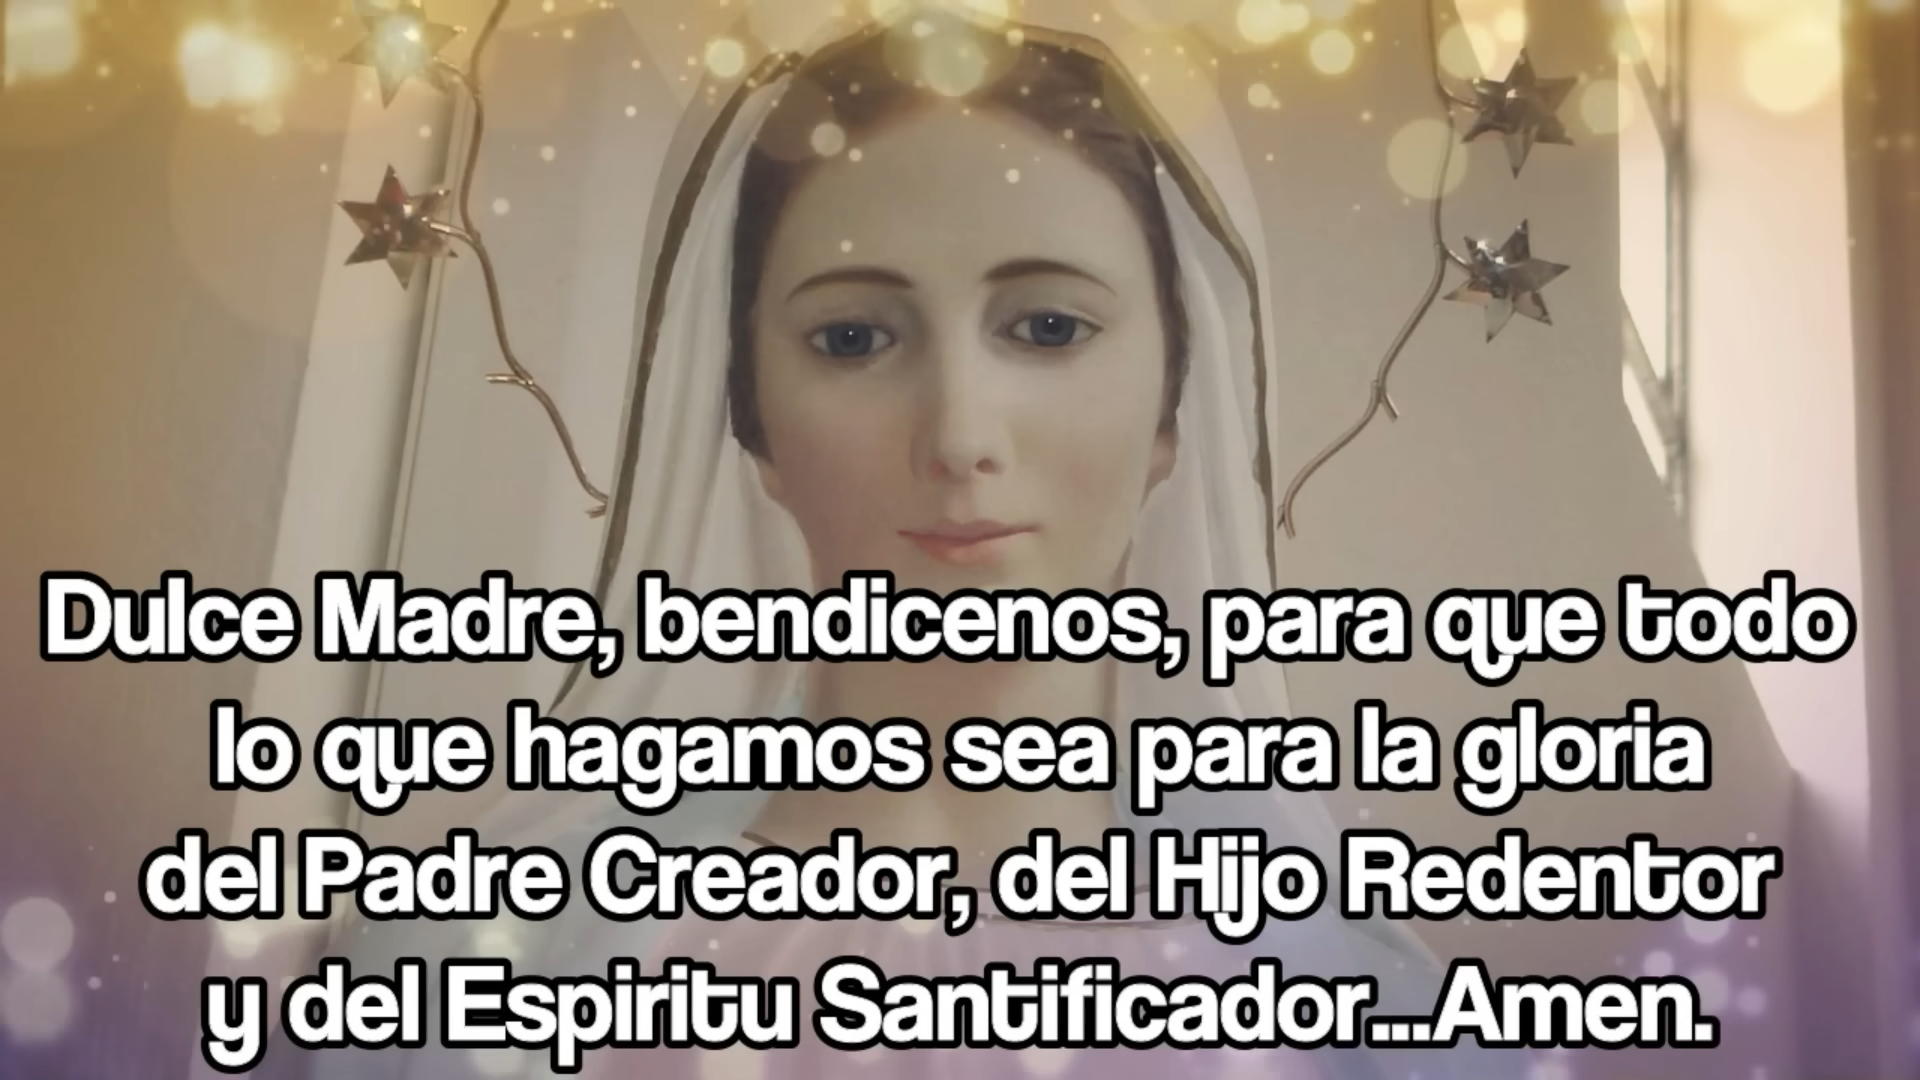 Dulce Madre, bendicenos, para que todo
lo que hagamos sea para la gloria
del Padre Creador, del Hijo Redentor
y del Espiritu Santificador...Amen.